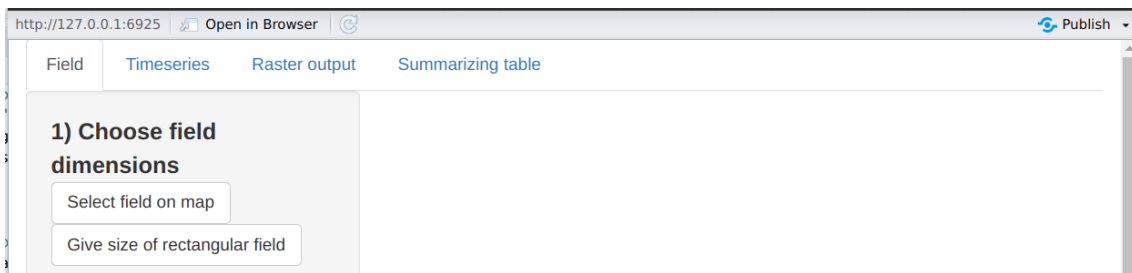 http://127.0.0.1:6925 Open in Browser Publish
Field Timeseries Raster output Summarizing table
1) Choose field
dimensions
Select field on map
Give size of rectangular field